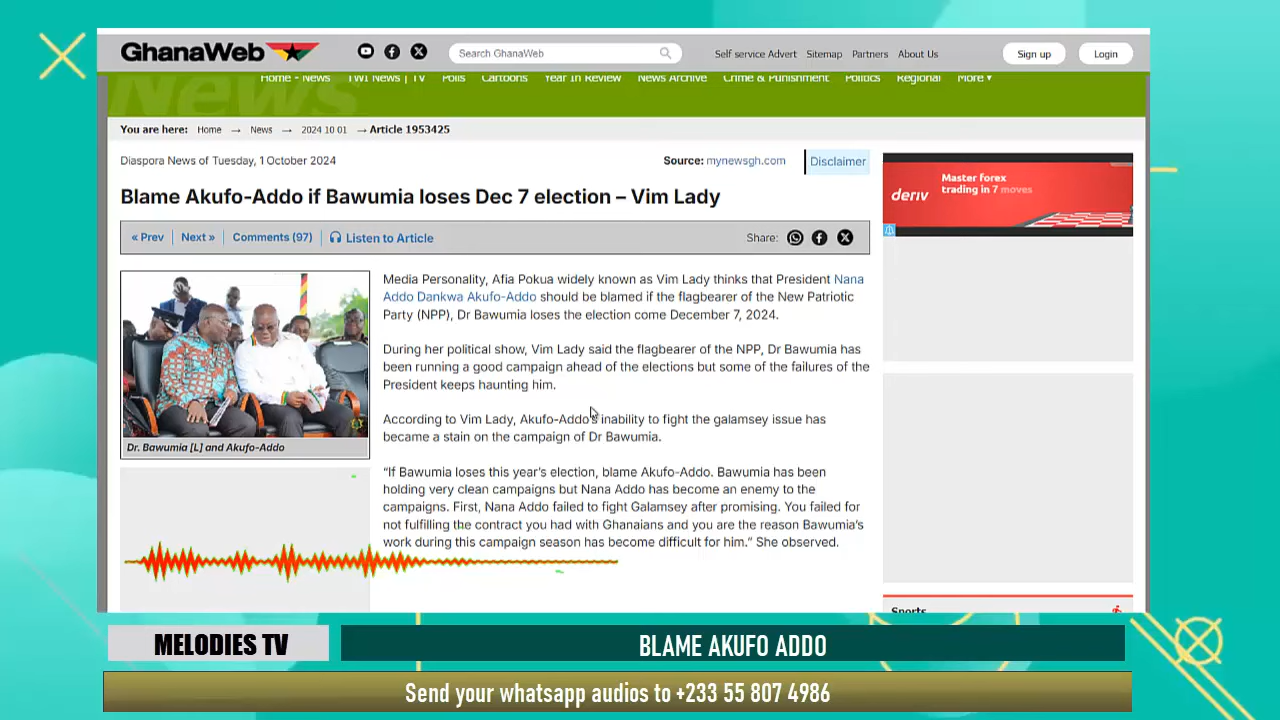 GhanaWeb
Search GhanaWeb
Self service Advert Sitemap Partners About Us
Sign up
Login
News
Home - News TWI News | TV Polls Cartoons Year In Review News Archive Crime & Punishment Politics Regional More ▾
You are here: Home → News → 2024 10 01 → Article 1953425
Diaspora News of Tuesday, 1 October 2024
Source: mynewsgh.com
Disclaimer
Blame Akufo-Addo if Bawumia loses Dec 7 election – Vim Lady
« Prev Next » Comments (97) Listen to Article
Share:
Media Personality, Afia Pokua widely known as Vim Lady thinks that President Nana
Addo Dankwa Akufo-Addo should be blamed if the flagbearer of the New Patriotic
Party (NPP), Dr Bawumia loses the election come December 7, 2024.
During her political show, Vim Lady said the flagbearer of the NPP, Dr Bawumia has
been running a good campaign ahead of the elections but some of the failures of the
President keeps haunting him.
According to Vim Lady, Akufo-Addo's inability to fight the galamsey issue has
became a stain on the campaign of Dr Bawumia.
“If Bawumia loses this year's election, blame Akufo-Addo. Bawumia has been
holding very clean campaigns but Nana Addo has become an enemy to the
campaigns. First, Nana Addo failed to fight Galamsey after promising. You failed for
not fulfilling the contract you had with Ghanaians and you are the reason Bawumia's
work during this campaign season has become difficult for him.” She observed.
Dr. Bawumia [L] and Akufo-Addo
deriv
Master forex
trading in 7 moves
Sports
MELODIES TV
BLAME AKUFO ADDO
Send your whatsapp audios to +233 55 807 4986